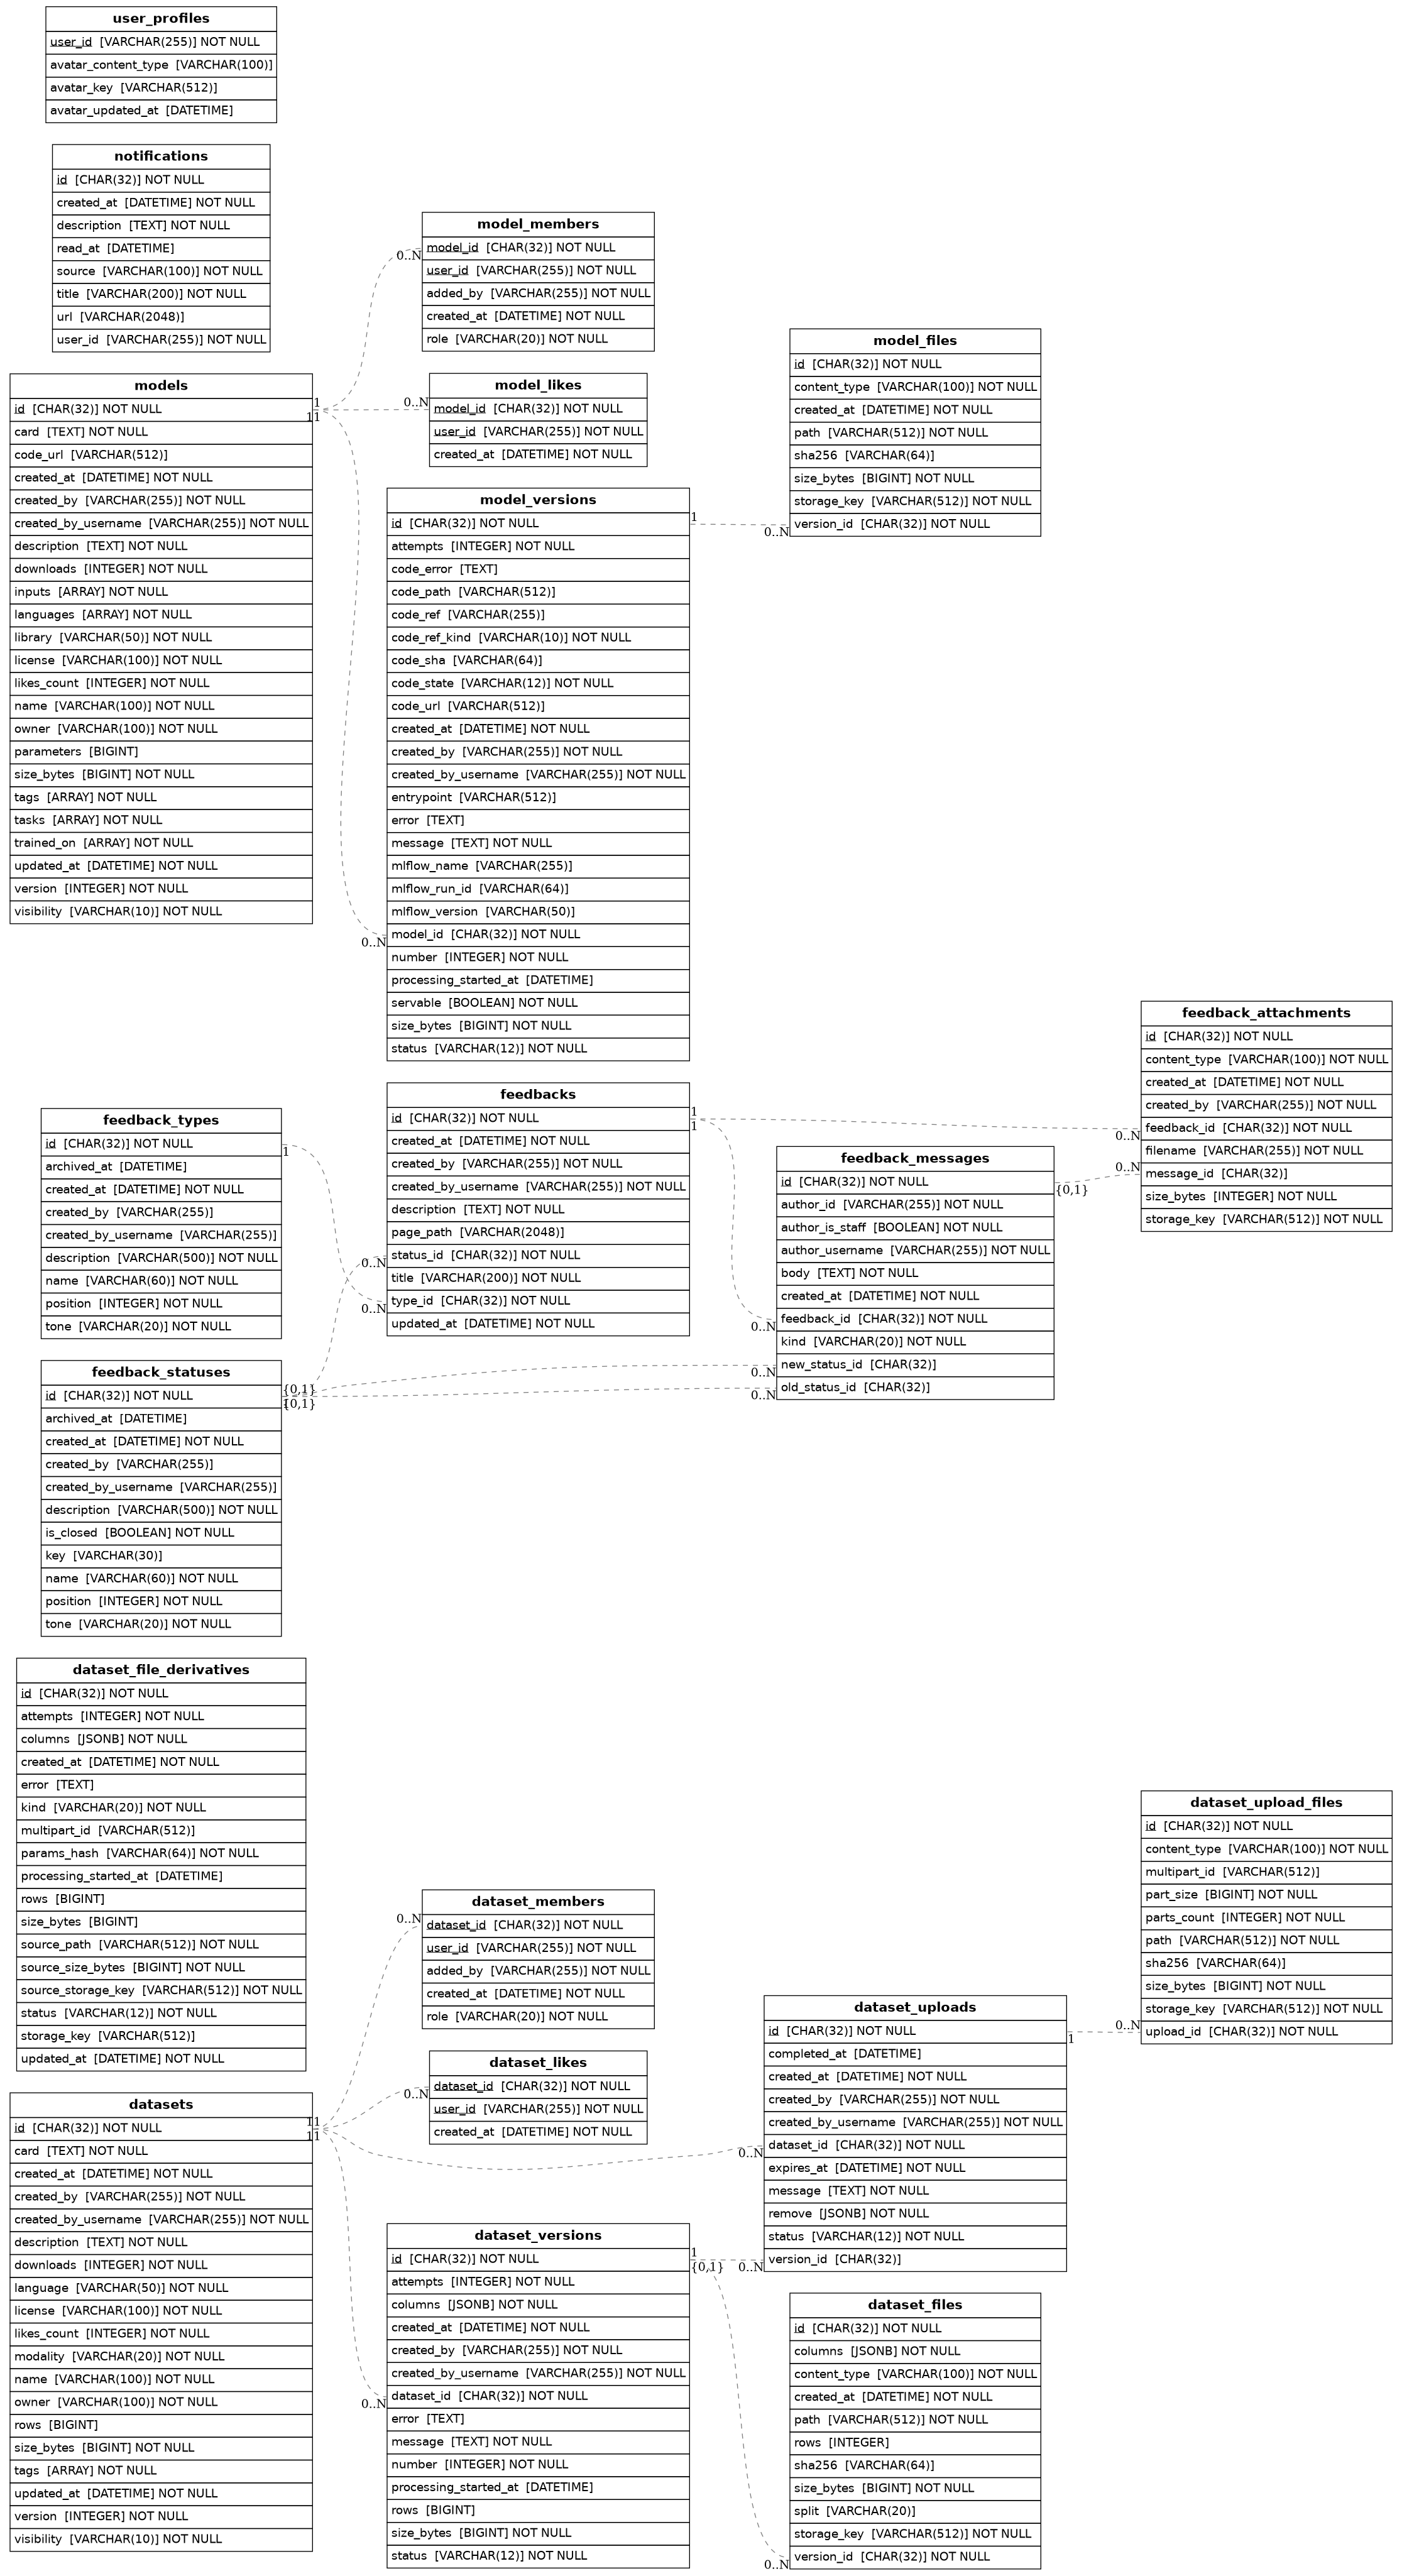 user_profiles
user_id [VARCHAR(255)] NOT NULL
avatar_content_type [VARCHAR(100)]
avatar_key [VARCHAR(512)]
avatar_updated_at [DATETIME]
notifications
id [CHAR(32)] NOT NULL
created_at [DATETIME] NOT NULL
description [TEXT] NOT NULL
read_at [DATETIME]
source [VARCHAR(100)] NOT NULL
title [VARCHAR(200)] NOT NULL
url [VARCHAR(2048)]
user_id [VARCHAR(255)] NOT NULL
models
id [CHAR(32)] NOT NULL
card [TEXT] NOT NULL
code_url [VARCHAR(512)]
created_at [DATETIME] NOT NULL
created_by [VARCHAR(255)] NOT NULL
created_by_username [VARCHAR(255)] NOT NULL
description [TEXT] NOT NULL
downloads [INTEGER] NOT NULL
inputs [ARRAY] NOT NULL
languages [ARRAY] NOT NULL
library [VARCHAR(50)] NOT NULL
license [VARCHAR(100)] NOT NULL
likes_count [INTEGER] NOT NULL
name [VARCHAR(100)] NOT NULL
owner [VARCHAR(100)] NOT NULL
parameters [BIGINT]
size_bytes [BIGINT] NOT NULL
tags [ARRAY] NOT NULL
tasks [ARRAY] NOT NULL
trained_on [ARRAY] NOT NULL
updated_at [DATETIME] NOT NULL
version [INTEGER] NOT NULL
visibility [VARCHAR(10)] NOT NULL
1
11
model_members
model_id [CHAR(32)] NOT NULL
user_id [VARCHAR(255)] NOT NULL
added_by [VARCHAR(255)] NOT NULL
created_at [DATETIME] NOT NULL
role [VARCHAR(20)] NOT NULL
0..N
model_likes
model_id [CHAR(32)] NOT NULL
user_id [VARCHAR(255)] NOT NULL
created_at [DATETIME] NOT NULL
0..N
model_versions
id [CHAR(32)] NOT NULL
attempts [INTEGER] NOT NULL
code_error [TEXT]
code_path [VARCHAR(512)]
code_ref [VARCHAR(255)]
code_ref_kind [VARCHAR(10)] NOT NULL
code_sha [VARCHAR(64)]
code_state [VARCHAR(12)] NOT NULL
code_url [VARCHAR(512)]
created_at [DATETIME] NOT NULL
created_by [VARCHAR(255)] NOT NULL
created_by_username [VARCHAR(255)] NOT NULL
entrypoint [VARCHAR(512)]
error [TEXT]
message [TEXT] NOT NULL
mlflow_name [VARCHAR(255)]
mlflow_run_id [VARCHAR(64)]
mlflow_version [VARCHAR(50)]
model_id [CHAR(32)] NOT NULL
number [INTEGER] NOT NULL
processing_started_at [DATETIME]
servable [BOOLEAN] NOT NULL
size_bytes [BIGINT] NOT NULL
status [VARCHAR(12)] NOT NULL
0..N
1
model_files
id [CHAR(32)] NOT NULL
content_type [VARCHAR(100)] NOT NULL
created_at [DATETIME] NOT NULL
path [VARCHAR(512)] NOT NULL
sha256 [VARCHAR(64)]
size_bytes [BIGINT] NOT NULL
storage_key [VARCHAR(512)] NOT NULL
version_id [CHAR(32)] NOT NULL
0..N
feedback_types
id [CHAR(32)] NOT NULL
archived_at [DATETIME]
created_at [DATETIME] NOT NULL
created_by [VARCHAR(255)]
created_by_username [VARCHAR(255)]
description [VARCHAR(500)] NOT NULL
name [VARCHAR(60)] NOT NULL
position [INTEGER] NOT NULL
tone [VARCHAR(20)] NOT NULL
1
feedback_statuses
id [CHAR(32)] NOT NULL
archived_at [DATETIME]
created_at [DATETIME] NOT NULL
created_by [VARCHAR(255)]
created_by_username [VARCHAR(255)]
description [VARCHAR(500)] NOT NULL
is_closed [BOOLEAN] NOT NULL
key [VARCHAR(30)]
name [VARCHAR(60)] NOT NULL
position [INTEGER] NOT NULL
tone [VARCHAR(20)] NOT NULL
{0,1}
{0,1}
1
feedbacks
id [CHAR(32)] NOT NULL
created_at [DATETIME] NOT NULL
created_by [VARCHAR(255)] NOT NULL
created_by_username [VARCHAR(255)] NOT NULL
description [TEXT] NOT NULL
page_path [VARCHAR(2048)]
status_id [CHAR(32)] NOT NULL
title [VARCHAR(200)] NOT NULL
type_id [CHAR(32)] NOT NULL
updated_at [DATETIME] NOT NULL
0..N
0..N
1
1
feedback_messages
id [CHAR(32)] NOT NULL
author_id [VARCHAR(255)] NOT NULL
author_is_staff [BOOLEAN] NOT NULL
author_username [VARCHAR(255)] NOT NULL
body [TEXT] NOT NULL
created_at [DATETIME] NOT NULL
feedback_id [CHAR(32)] NOT NULL
kind [VARCHAR(20)] NOT NULL
new_status_id [CHAR(32)]
old_status_id [CHAR(32)]
0..N
0..N
0..N
{0,1}
feedback_attachments
id [CHAR(32)] NOT NULL
content_type [VARCHAR(100)] NOT NULL
created_at [DATETIME] NOT NULL
created_by [VARCHAR(255)] NOT NULL
feedback_id [CHAR(32)] NOT NULL
filename [VARCHAR(255)] NOT NULL
message_id [CHAR(32)]
size_bytes [INTEGER] NOT NULL
storage_key [VARCHAR(512)] NOT NULL
0..N
0..N
dataset_file_derivatives
id [CHAR(32)] NOT NULL
attempts [INTEGER] NOT NULL
columns [JSONB] NOT NULL
created_at [DATETIME] NOT NULL
error [TEXT]
kind [VARCHAR(20)] NOT NULL
multipart_id [VARCHAR(512)]
params_hash [VARCHAR(64)] NOT NULL
processing_started_at [DATETIME]
rows [BIGINT]
size_bytes [BIGINT]
source_path [VARCHAR(512)] NOT NULL
source_size_bytes [BIGINT] NOT NULL
source_storage_key [VARCHAR(512)] NOT NULL
status [VARCHAR(12)] NOT NULL
storage_key [VARCHAR(512)]
updated_at [DATETIME] NOT NULL
datasets
id [CHAR(32)] NOT NULL
card [TEXT] NOT NULL
created_at [DATETIME] NOT NULL
created_by [VARCHAR(255)] NOT NULL
created_by_username [VARCHAR(255)] NOT NULL
description [TEXT] NOT NULL
downloads [INTEGER] NOT NULL
language [VARCHAR(50)] NOT NULL
license [VARCHAR(100)] NOT NULL
likes_count [INTEGER] NOT NULL
modality [VARCHAR(20)] NOT NULL
name [VARCHAR(100)] NOT NULL
owner [VARCHAR(100)] NOT NULL
rows [BIGINT]
size_bytes [BIGINT] NOT NULL
tags [ARRAY] NOT NULL
updated_at [DATETIME] NOT NULL
version [INTEGER] NOT NULL
visibility [VARCHAR(10)] NOT NULL
11
11
dataset_members
dataset_id [CHAR(32)] NOT NULL
user_id [VARCHAR(255)] NOT NULL
added_by [VARCHAR(255)] NOT NULL
created_at [DATETIME] NOT NULL
role [VARCHAR(20)] NOT NULL
0..N
dataset_likes
dataset_id [CHAR(32)] NOT NULL
user_id [VARCHAR(255)] NOT NULL
created_at [DATETIME] NOT NULL
0..N
dataset_versions
id [CHAR(32)] NOT NULL
attempts [INTEGER] NOT NULL
columns [JSONB] NOT NULL
created_at [DATETIME] NOT NULL
created_by [VARCHAR(255)] NOT NULL
created_by_username [VARCHAR(255)] NOT NULL
dataset_id [CHAR(32)] NOT NULL
error [TEXT]
message [TEXT] NOT NULL
number [INTEGER] NOT NULL
processing_started_at [DATETIME]
rows [BIGINT]
size_bytes [BIGINT] NOT NULL
status [VARCHAR(12)] NOT NULL
0..N
1
{0,1}
dataset_uploads
id [CHAR(32)] NOT NULL
completed_at [DATETIME]
created_at [DATETIME] NOT NULL
created_by [VARCHAR(255)] NOT NULL
created_by_username [VARCHAR(255)] NOT NULL
dataset_id [CHAR(32)] NOT NULL
expires_at [DATETIME] NOT NULL
message [TEXT] NOT NULL
remove [JSONB] NOT NULL
status [VARCHAR(12)] NOT NULL
version_id [CHAR(32)]
0..N
0..N
1
dataset_files
id [CHAR(32)] NOT NULL
columns [JSONB] NOT NULL
content_type [VARCHAR(100)] NOT NULL
created_at [DATETIME] NOT NULL
path [VARCHAR(512)] NOT NULL
rows [INTEGER]
sha256 [VARCHAR(64)]
size_bytes [BIGINT] NOT NULL
split [VARCHAR(20)]
storage_key [VARCHAR(512)] NOT NULL
version_id [CHAR(32)] NOT NULL
0..N
dataset_upload_files
id [CHAR(32)] NOT NULL
content_type [VARCHAR(100)] NOT NULL
multipart_id [VARCHAR(512)]
part_size [BIGINT] NOT NULL
parts_count [INTEGER] NOT NULL
path [VARCHAR(512)] NOT NULL
sha256 [VARCHAR(64)]
size_bytes [BIGINT] NOT NULL
storage_key [VARCHAR(512)] NOT NULL
upload_id [CHAR(32)] NOT NULL
0..N